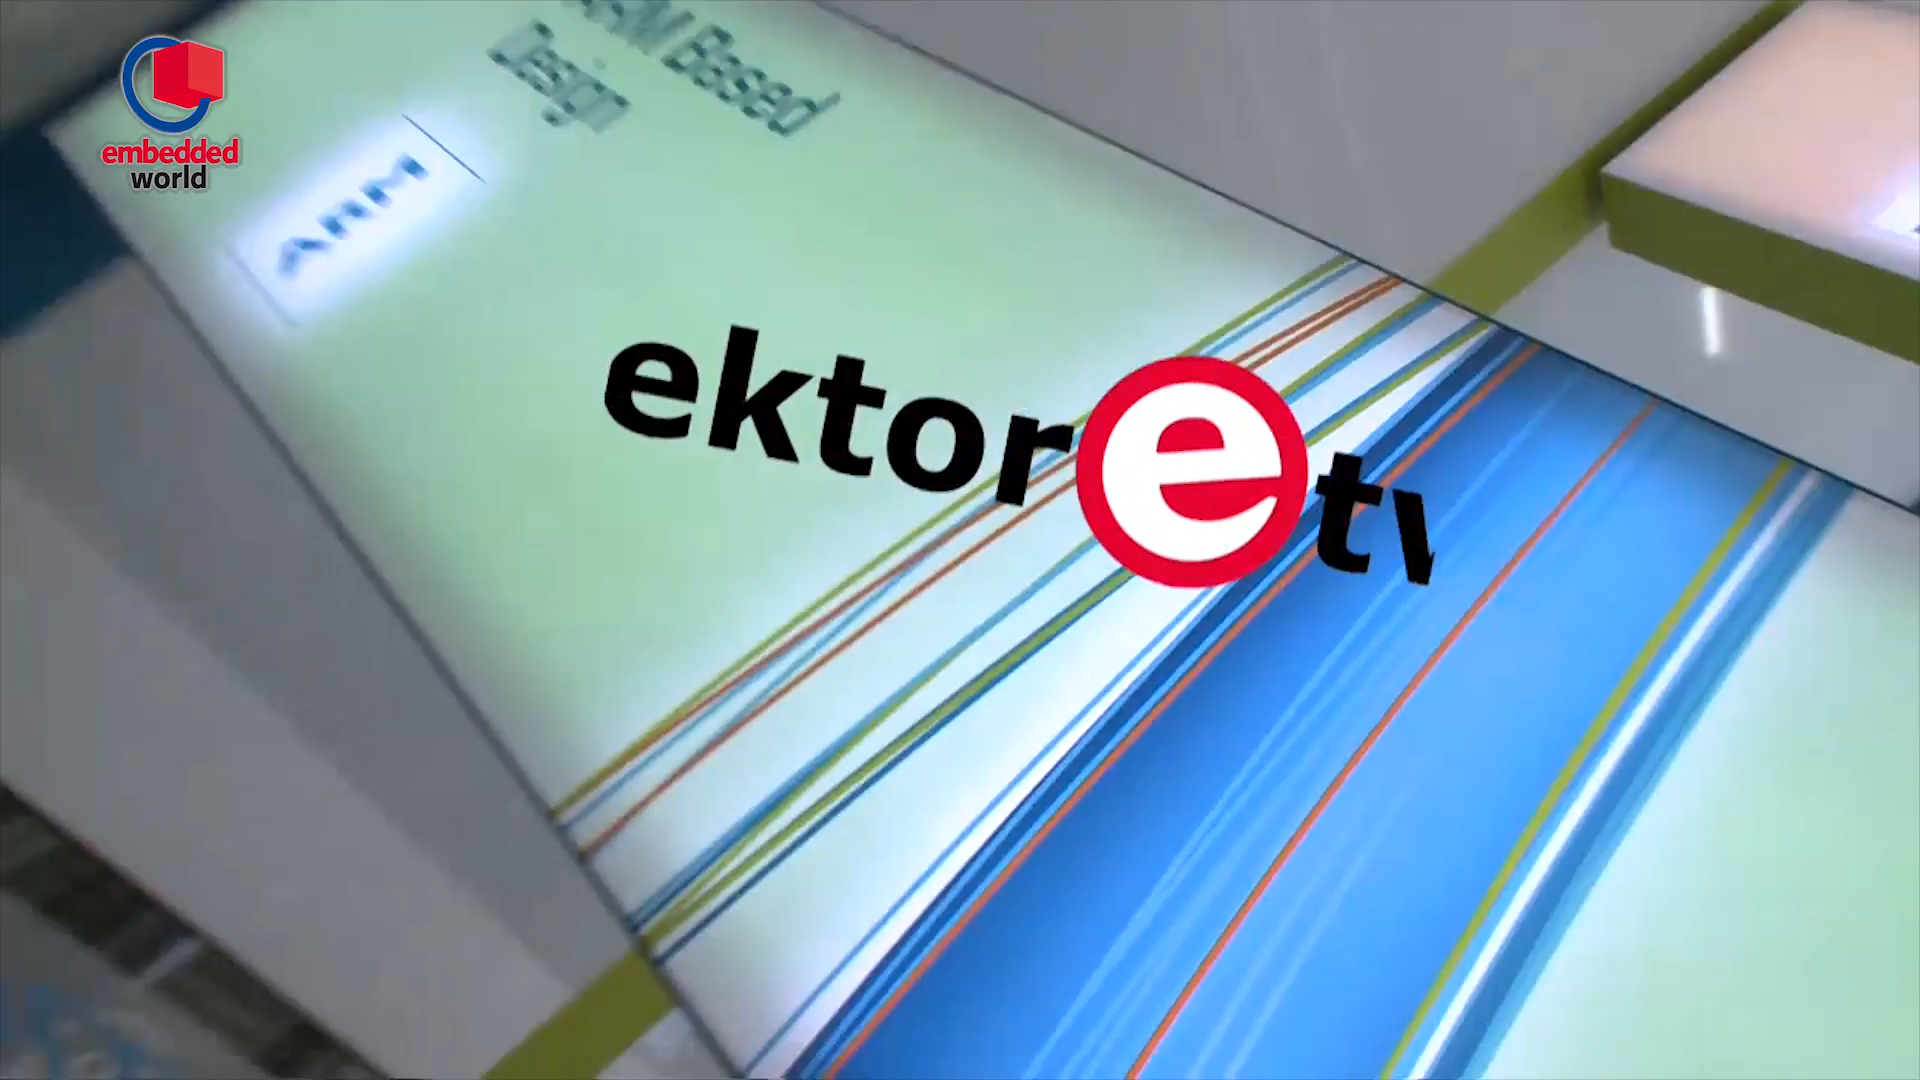 ARM Based
Design
ARM
embedded
world
ektor e tv